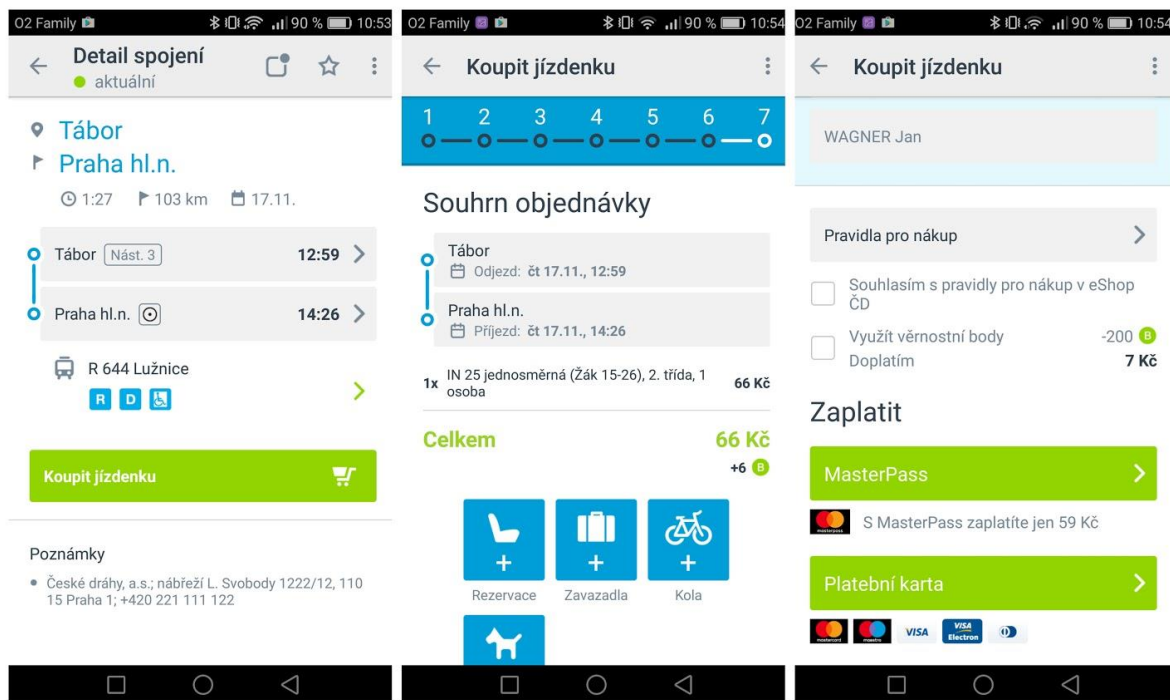 O2 Family 90 % 10:53
Detail spojení
aktuální
Tábor
Praha hl.n.
1:27 103 km 17.11.
Tábor Nást. 3 12:59
Praha hl.n. 14:26
R 644 Lužnice
R D
Koupit jízdenku
Poznámky
České dráhy, a.s.; nábřeží L. Svobody 1222/12, 110
15 Praha 1; +420 221 111 122
O2 Family 90 % 10:54
Koupit jízdenku
1 2 3 4 5 6 7
Souhrn objednávky
Tábor
Odjezd: čt 17.11., 12:59
Praha hl.n.
Příjezd: čt 17.11., 14:26
1x IN 25 jednosměrná (Žák 15-26), 2. třída, 1
osoba 66 Kč
Celkem 66 Kč
+6 B
+ + +
Rezervace Zavazadla Kola
O2 Family 90 % 10:54
Koupit jízdenku
WAGNER Jan
Pravidla pro nákup
Souhlasím s pravidly pro nákup v eShop
ČD
Využít věrnostní body -200 B
Doplatím 7 Kč
Zaplatit
MasterPass
masterpass S MasterPass zaplatíte jen 59 Kč
Platební karta
mastercard maestro VISA VISA Electron